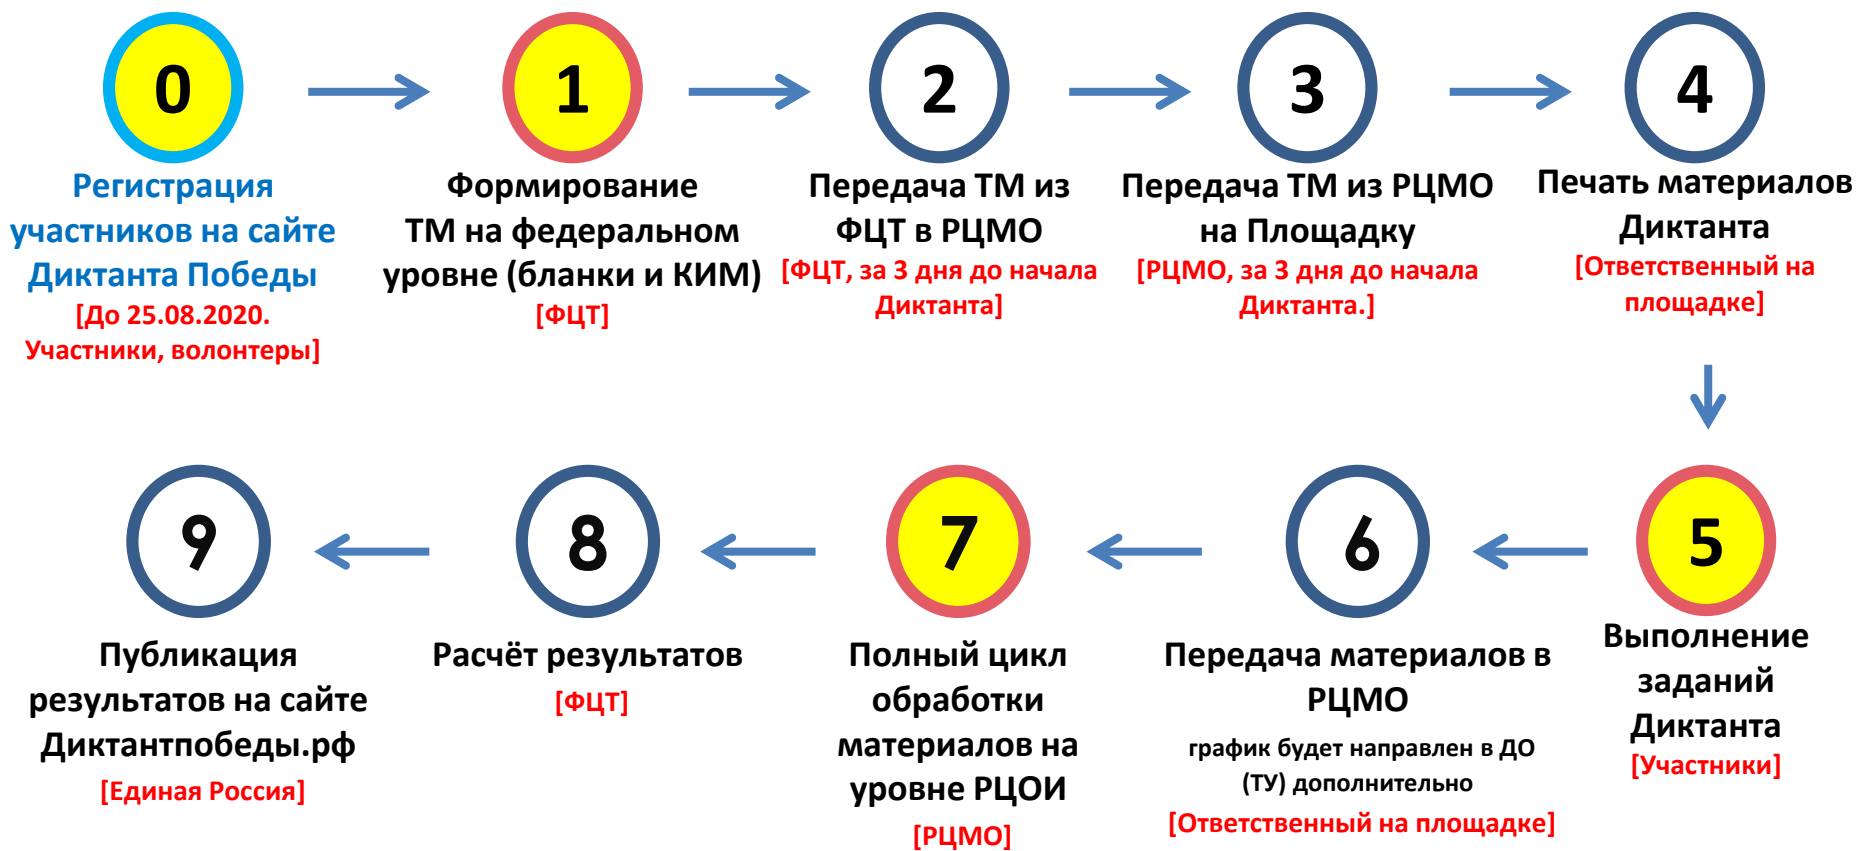 0
Регистрация
участников на сайте
Диктанта Победы
[До 25.08.2020.
Участники, волонтеры]
1
Формирование
ТМ на федеральном
уровне (бланки и КИМ)
[ФЦТ]
2
Передача ТМ из
ФЦТ в РЦМО
[ФЦТ, за 3 дня до начала
Диктанта]
3
Передача ТМ из РЦМО
на Площадку
[РЦМО, за 3 дня до начала
Диктанта.]
4
Печать материалов
Диктанта
[Ответственный на
площадке]
5
Выполнение
заданий
Диктанта
[Участники]
6
Передача материалов в
РЦМО
график будет направлен в ДО
(ТУ) дополнительно
[Ответственный на площадке]
7
Полный цикл
обработки
материалов на
уровне РЦОИ
[РЦМО]
8
Расчёт результатов
[ФЦТ]
9
Публикация
результатов на сайте
Диктантпобеды.рф
[Единая Россия]